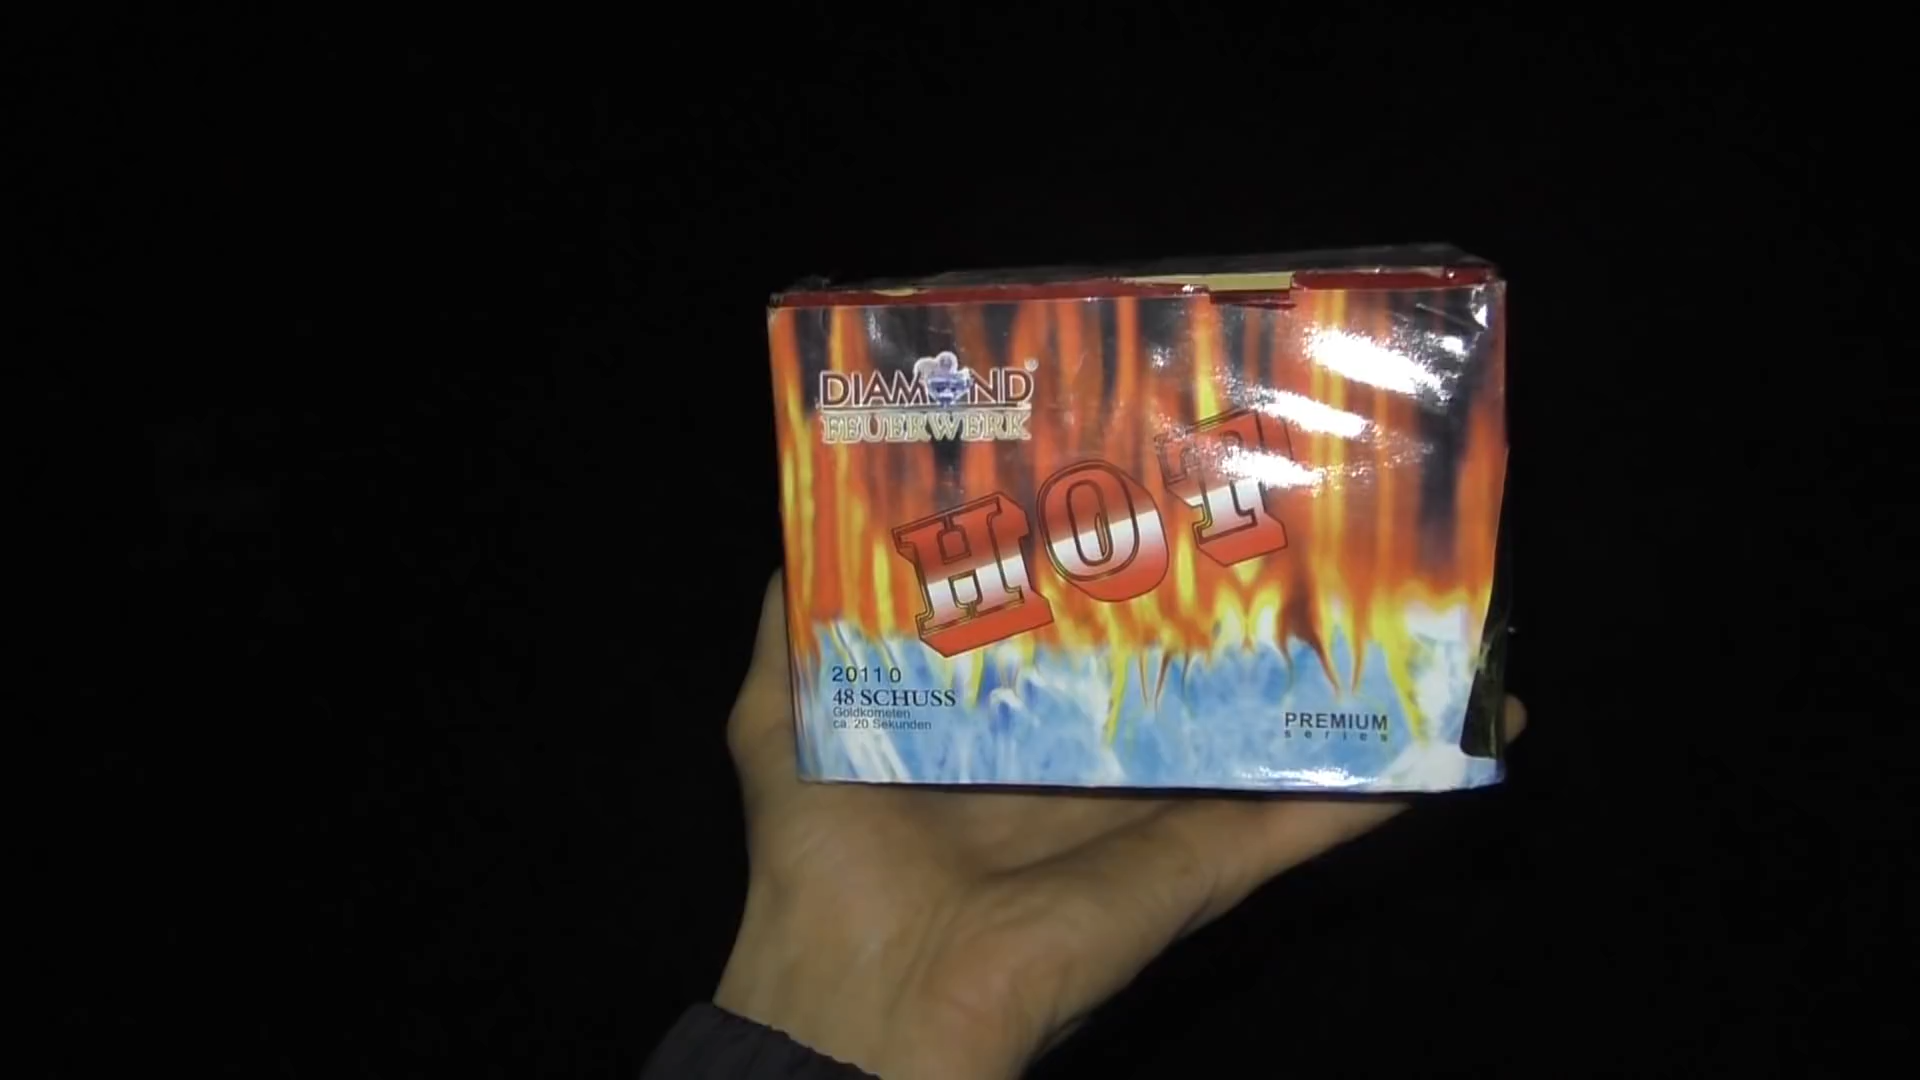 DIAMOND®
FEUERWERK
HOT
20110
48 SCHUSS
Goldkometen
ca. 20 Sekunden
PREMIUM
series